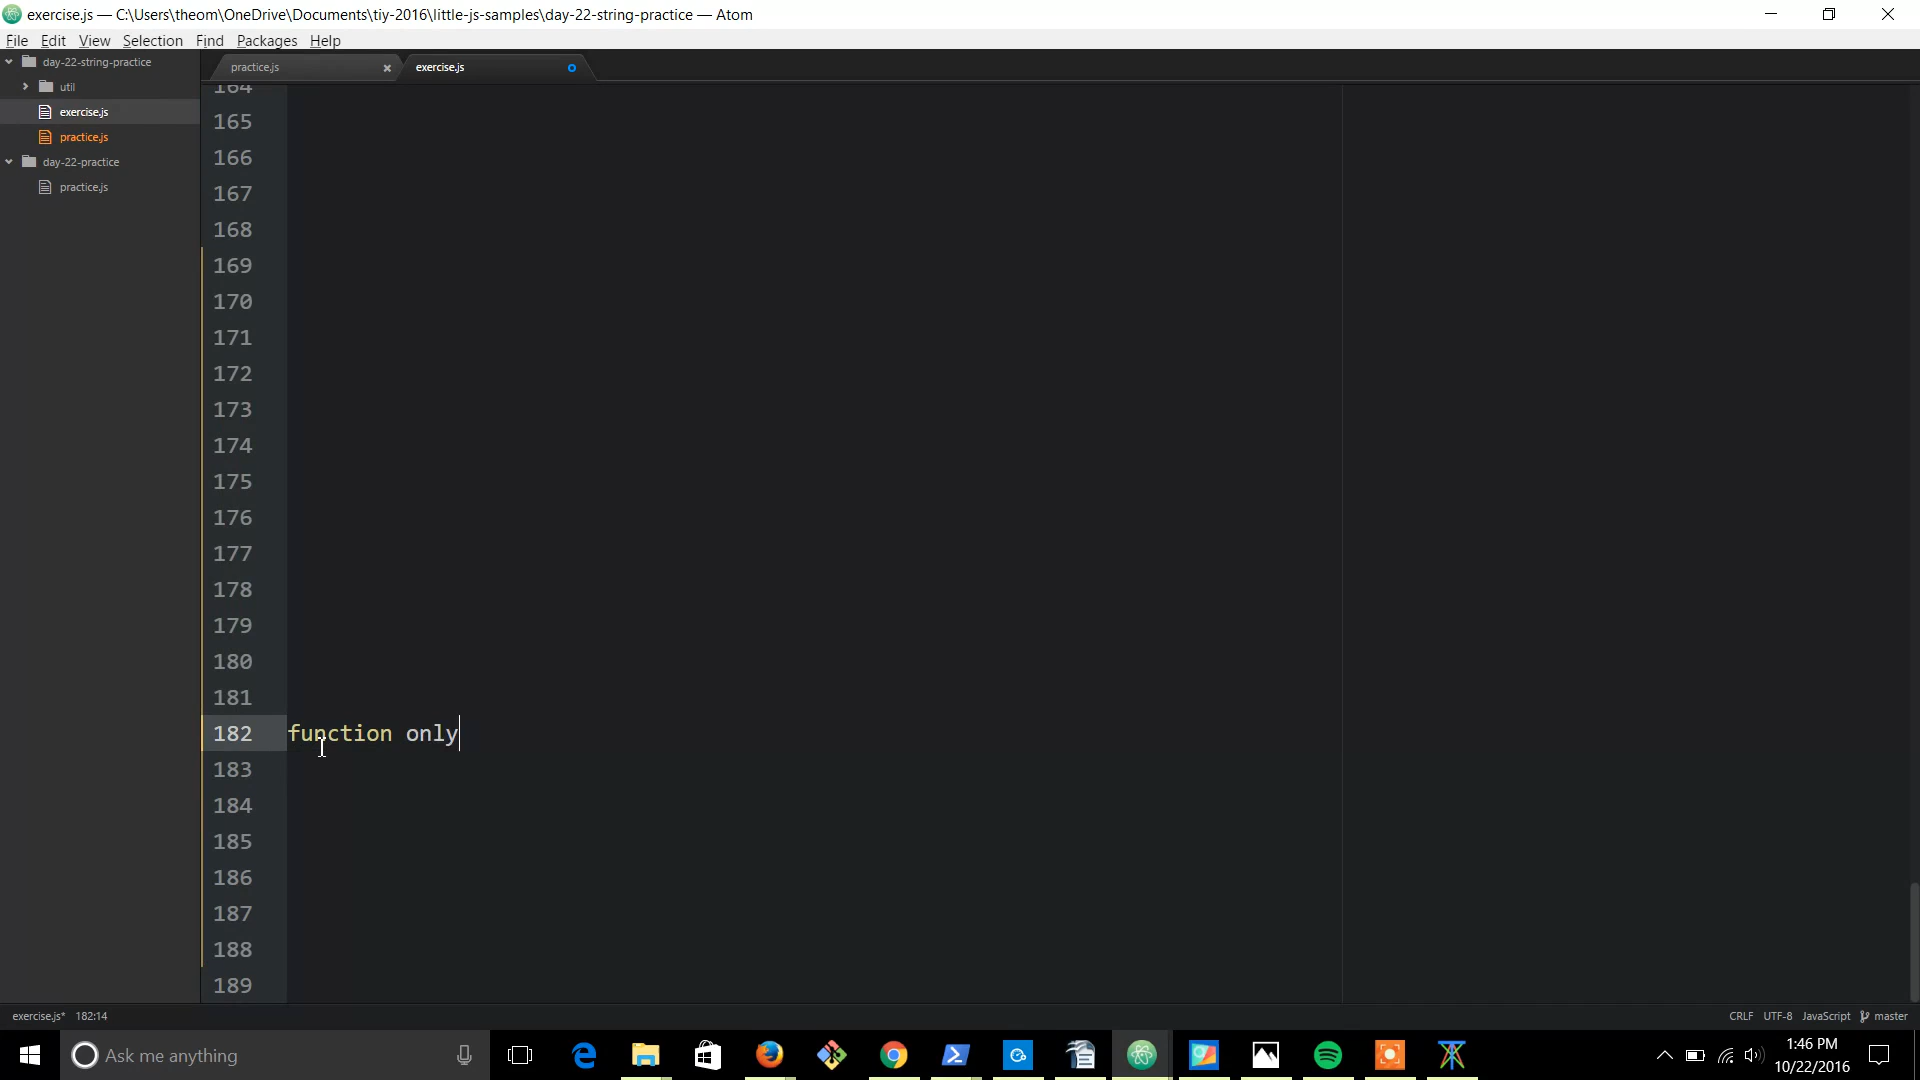 exercise.js — C:\Users\theom\OneDrive\Documents\tiy-2016\little-js-samples\day-22-string-practice — Atom
File Edit View Selection Find Packages Help
day-22-string-practice
util
exercise.js
practice.js
day-22-practice
practice.js
practice.js
exercise.js
164
165
166
167
168
169
170
171
172
173
174
175
176
177
178
179
180
181
182 function only
183
184
185
186
187
188
189
exercise.js* 182:14
CRLF UTF-8 JavaScript master
Ask me anything
1:46 PM
10/22/2016